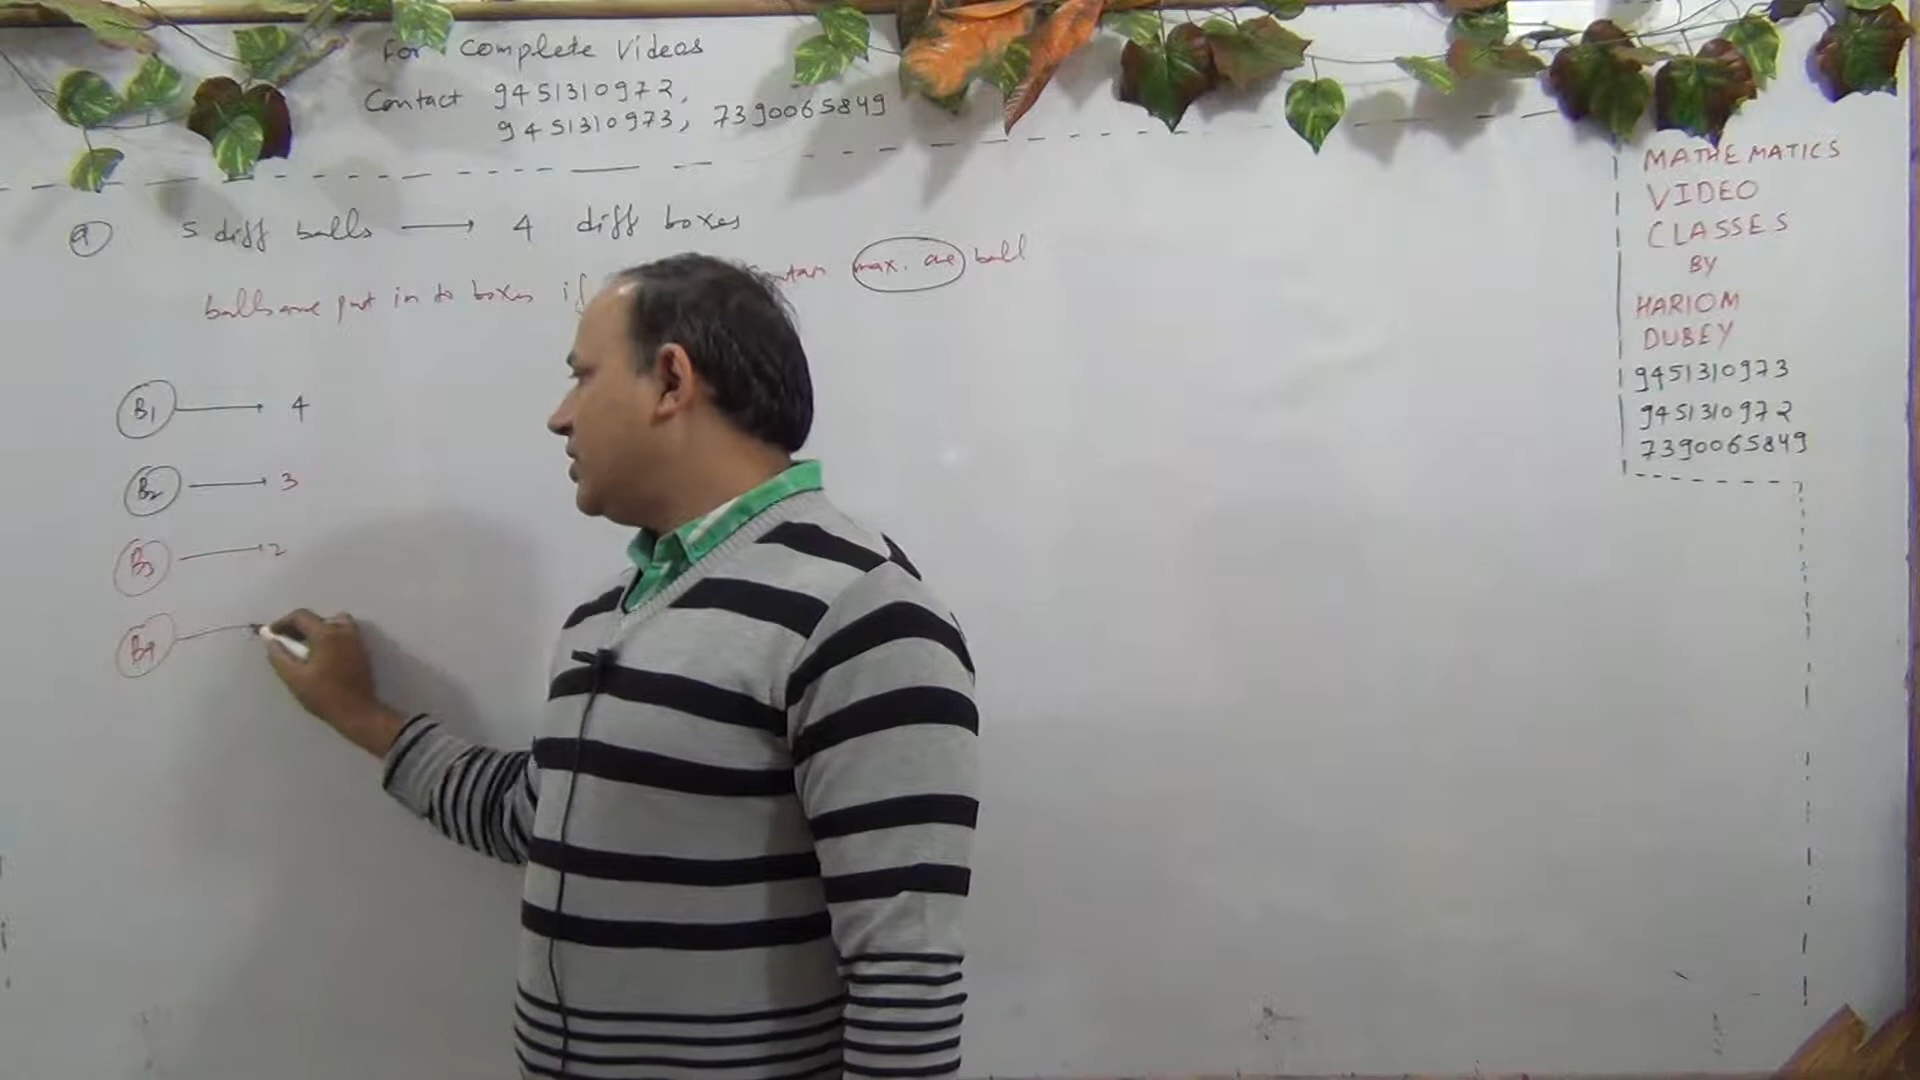 For Complete Videos
Contact 9451310972,
9451310973, 7390065849
MATHEMATICS
VIDEO
CLASSES
BY
HARIOM
DUBEY
9451310973
9451310972
7390065849
Q 5 diff balls → 4 diff boxes
balls are put in to boxes if max. one ball
B1 → 4
B2 → 3
B3 → 2
B4